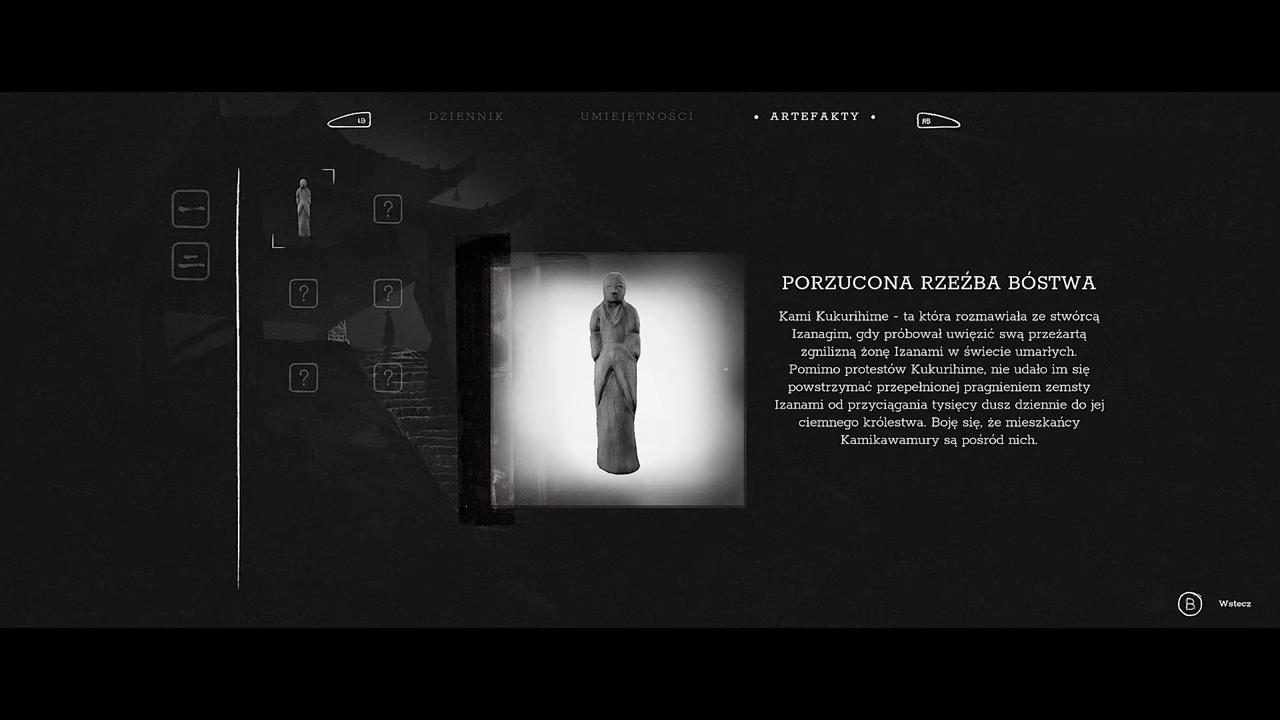 LB
DZIENNIK
UMIEJĘTNOŚCI
• ARTEFAKTY •
RB
一
二
?
? ?
? ?
PORZUCONA RZEŹBA BÓSTWA
Kami Kukurihime - ta która rozmawiała ze stwórcą
Izanagim, gdy próbował uwięzić swą przeżartą
zgnilizną żonę Izanami w świecie umarłych.
Pomimo protestów Kukurihime, nie udało im się
powstrzymać przepełnionej pragnieniem zemsty
Izanami od przyciągania tysięcy dusz dziennie do jej
ciemnego królestwa. Boję się, że mieszkańcy
Kamikawamury są pośród nich.
B Wstecz